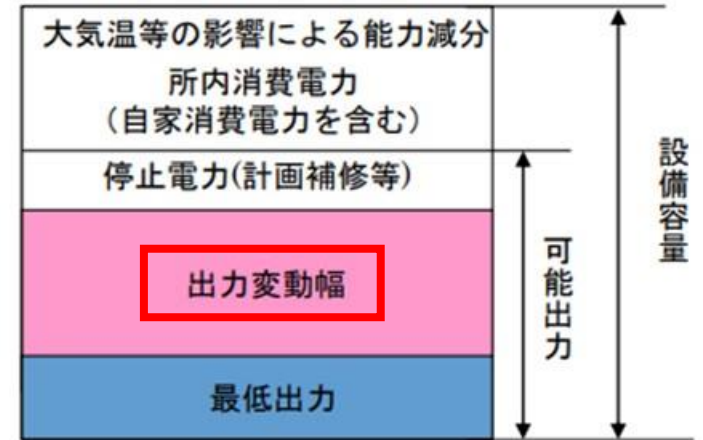 大気温等の影響による能力減分
所内消費電力
（自家消費電力を含む）
停止電力(計画補修等)
出力変動幅
最低出力
可能出力
設備容量